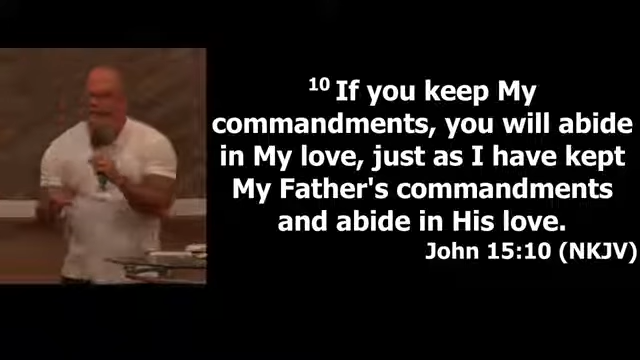 10 If you keep My
commandments, you will abide
in My love, just as I have kept
My Father's commandments
and abide in His love.
John 15:10 (NKJV)